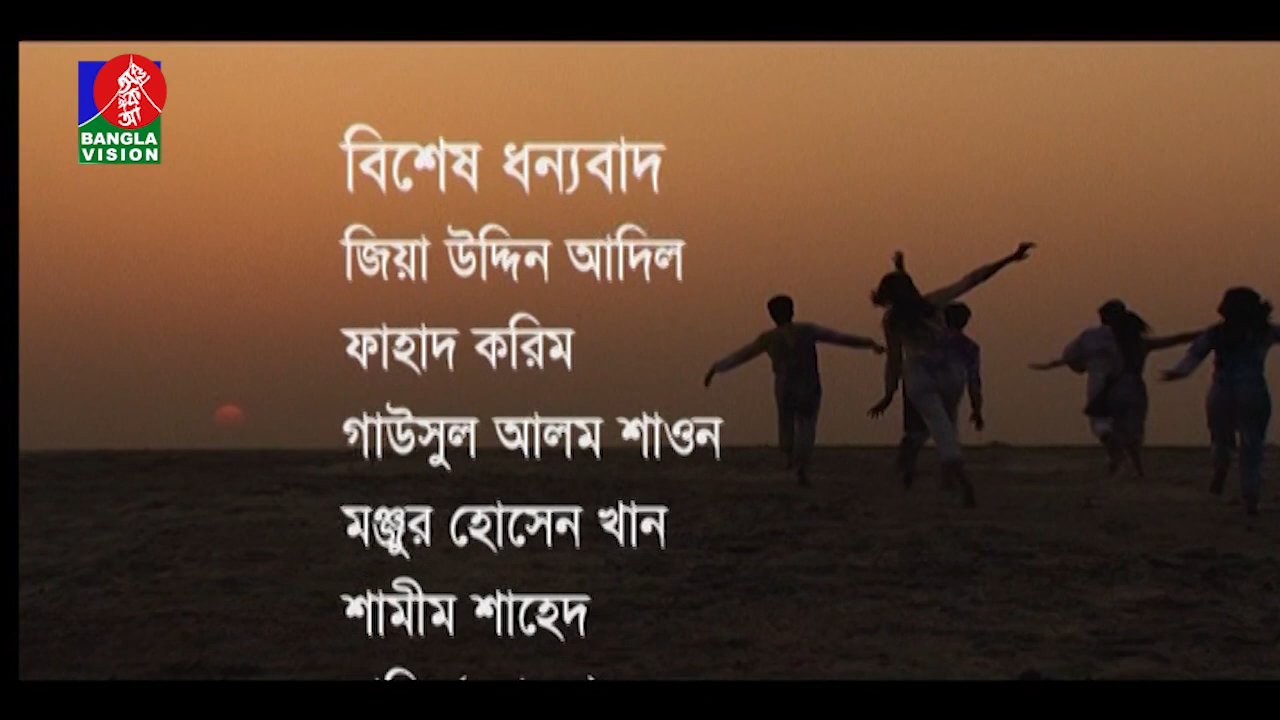 BANGLA
VISION
বিশেষ ধন্যবাদ
জিয়া উদ্দিন আদিল
ফাহাদ করিম
গাউসুল আলম শাওন
মঞ্জুর হোসেন খান
শামীম শাহেদ